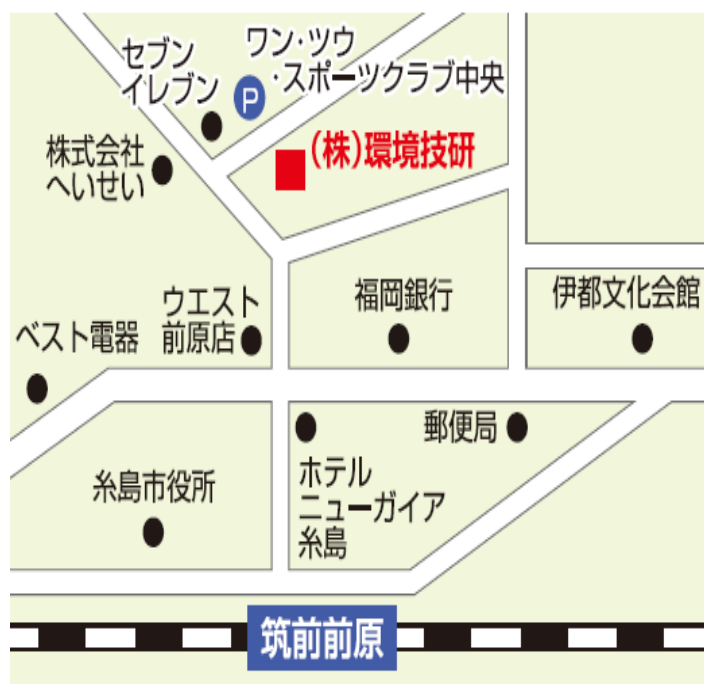 セブン
イレブン
P
ワン・ツウ
・スポーツクラブ中央
(株)環境技研
株式会社
へいせい
ウエスト
前原店
福岡銀行
伊都文化会館
ベスト電器
糸島市役所
ホテル
ニューガイア
糸島
郵便局
筑前前原